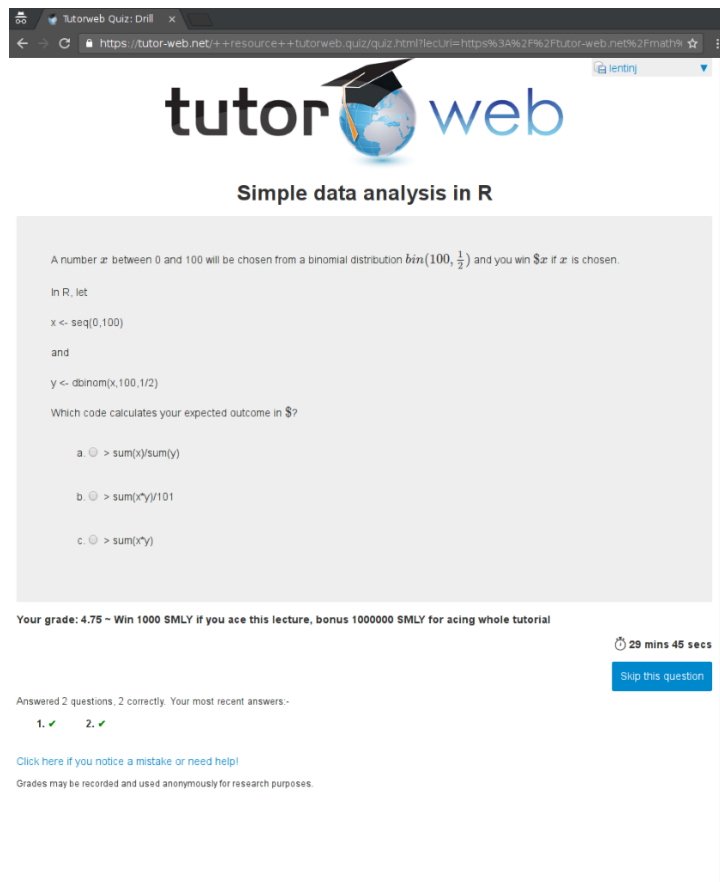 Tutorweb Quiz: Drill
https://tutor-web.net/++resource++tutorweb.quiz/quiz.html?lecUri=https%3A%2F%2Ftutor-web.net%2Fmath%
lentinj
tutor web
Simple data analysis in R
A number x between 0 and 100 will be chosen from a binomial distribution bin(100, 1/2) and you win $x if x is chosen.
In R, let
x <- seq(0,100)
and
y <- dbinom(x,100,1/2)
Which code calculates your expected outcome in $?
a. > sum(x)/sum(y)
b. > sum(x*y)/101
c. > sum(x*y)
Your grade: 4.75 ~ Win 1000 SMLY if you ace this lecture, bonus 1000000 SMLY for acing whole tutorial
29 mins 45 secs
Skip this question
Answered 2 questions, 2 correctly. Your most recent answers:-
1. ✔ 2. ✔
Click here if you notice a mistake or need help!
Grades may be recorded and used anonymously for research purposes.